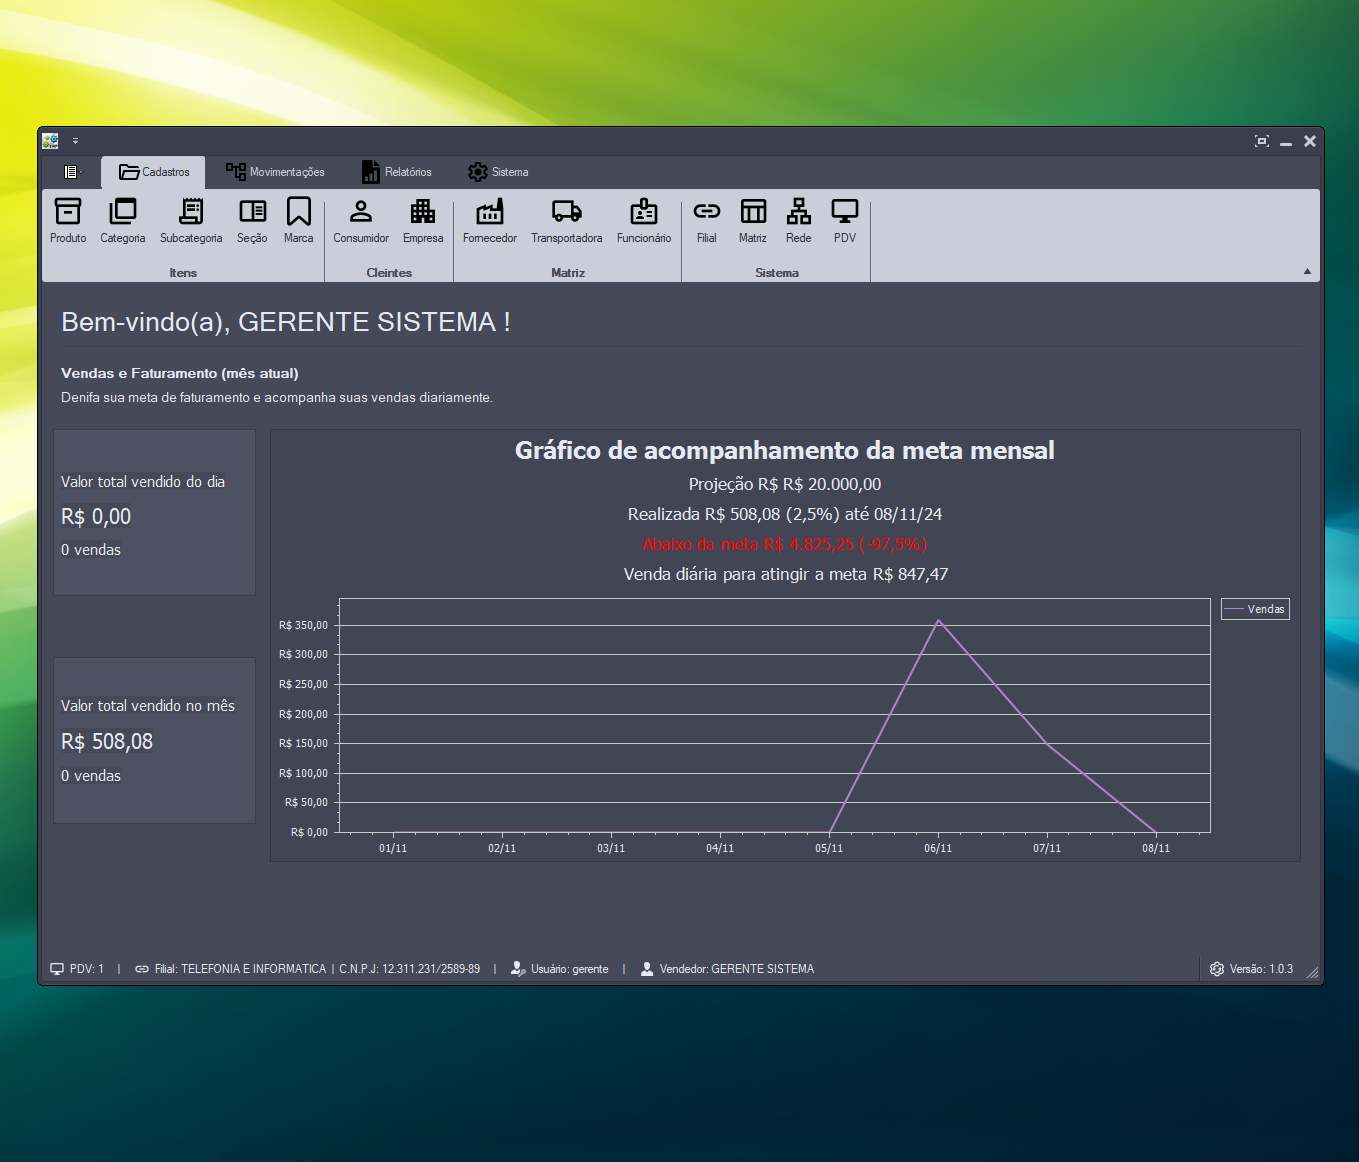 Cadastros Movimentações Relatórios Sistema
Produto Categoria Subcategoria Seção Marca Consumidor Empresa Fornecedor Transportadora Funcionário Filial Matriz Rede PDV
Itens Cleintes Matriz Sistema
Bem-vindo(a), GERENTE SISTEMA !
Vendas e Faturamento (mês atual)
Denifa sua meta de faturamento e acompanha suas vendas diariamente.
Valor total vendido do dia
R$ 0,00
0 vendas
Valor total vendido no mês
R$ 508,08
0 vendas
Gráfico de acompanhamento da meta mensal
Projeção R$ R$ 20.000,00
Realizada R$ 508,08 (2,5%) até 08/11/24
Abaixo da meta R$ 4.825,25 (-97,5%)
Venda diária para atingir a meta R$ 847,47
Vendas
R$ 350,00
R$ 300,00
R$ 250,00
R$ 200,00
R$ 150,00
R$ 100,00
R$ 50,00
R$ 0,00
01/11 02/11 03/11 04/11 05/11 06/11 07/11 08/11
PDV: 1 | Filial: TELEFONIA E INFORMATICA | C.N.P.J: 12.311.231/2589-89 | Usuário: gerente | Vendedor: GERENTE SISTEMA Versão: 1.0.3